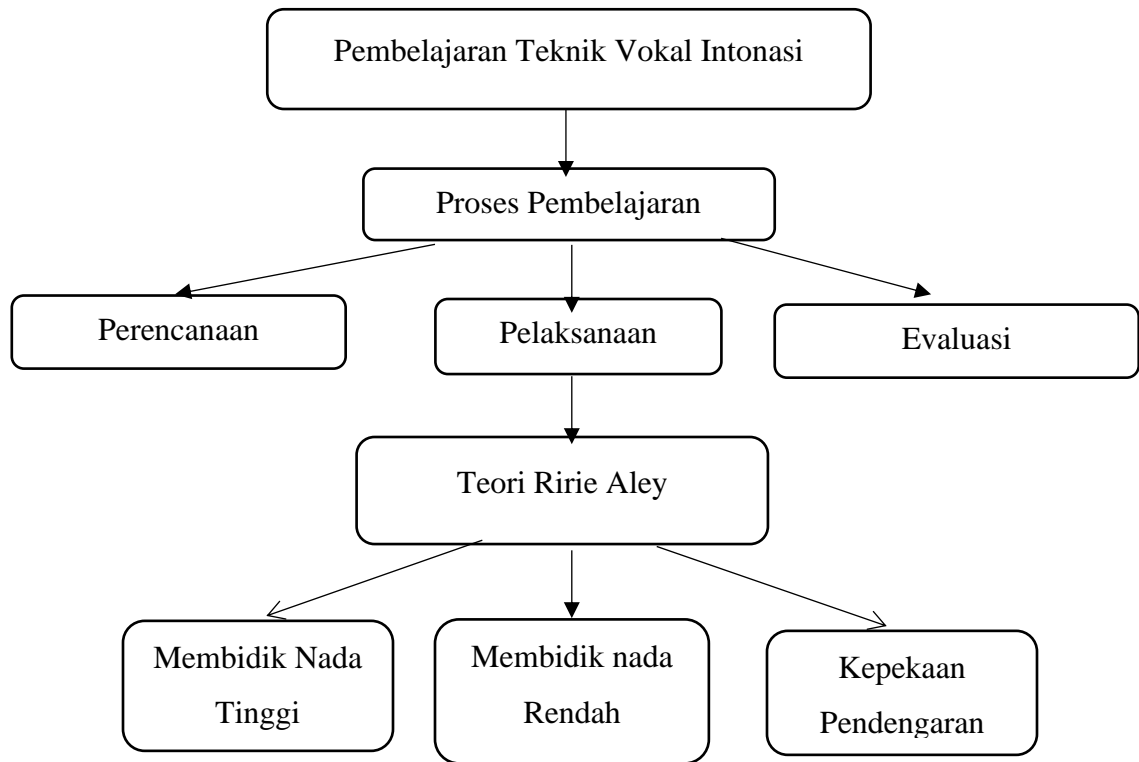 Pembelajaran Teknik Vokal Intonasi
Proses Pembelajaran
Perencanaan
Pelaksanaan
Evaluasi
Teori Ririe Aley
Membidik Nada
Tinggi
Membidik nada
Rendah
Kepekaan
Pendengaran